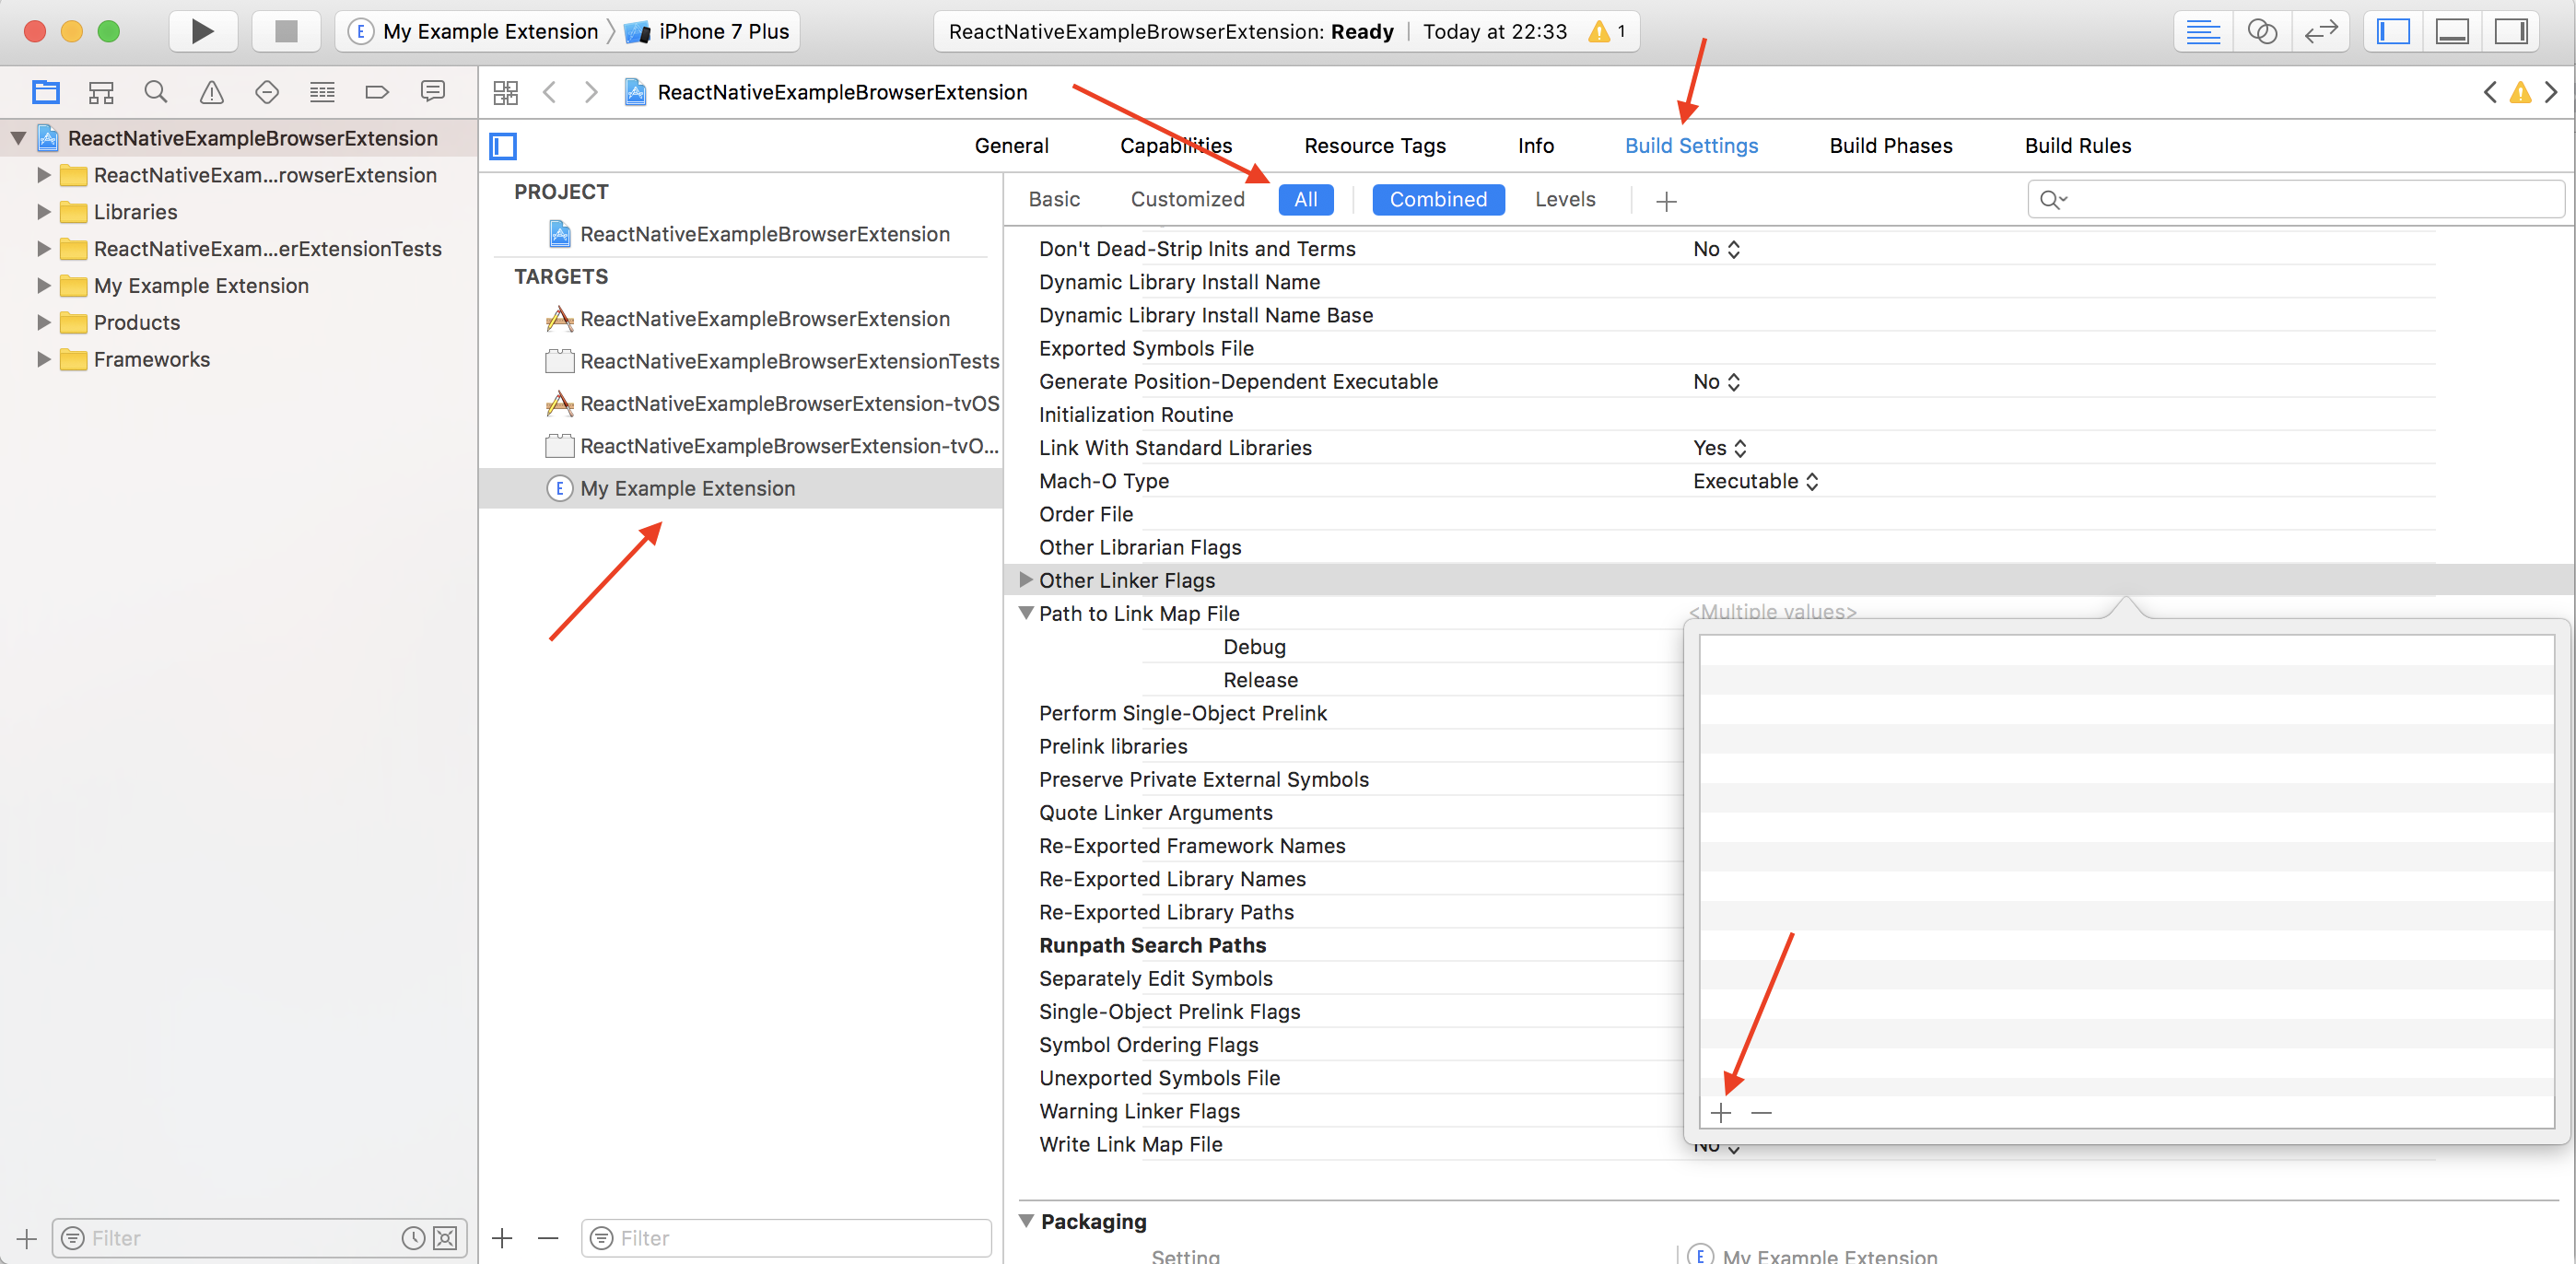 My Example Extension
iPhone 7 Plus
ReactNativeExampleBrowserExtension: Ready
Today at 22:33
1
ReactNativeExampleBrowserExtension
ReactNativeExam...rowserExtension
Libraries
ReactNativeExam...erExtensionTests
My Example Extension
Products
Frameworks
Filter
ReactNativeExampleBrowserExtension
General
Capabilities
Resource Tags
Info
Build Settings
Build Phases
Build Rules
PROJECT
ReactNativeExampleBrowserExtension
TARGETS
ReactNativeExampleBrowserExtension
ReactNativeExampleBrowserExtensionTests
ReactNativeExampleBrowserExtension-tvOS
ReactNativeExampleBrowserExtension-tvO...
E My Example Extension
Filter
Basic
Customized
All
Combined
Levels
Don't Dead-Strip Inits and Terms No
Dynamic Library Install Name
Dynamic Library Install Name Base
Exported Symbols File
Generate Position-Dependent Executable No
Initialization Routine
Link With Standard Libraries Yes
Mach-O Type Executable
Order File
Other Librarian Flags
Other Linker Flags
Path to Link Map File <Multiple values>
Debug
Release
Perform Single-Object Prelink
Prelink libraries
Preserve Private External Symbols
Quote Linker Arguments
Re-Exported Framework Names
Re-Exported Library Names
Re-Exported Library Paths
Runpath Search Paths
Separately Edit Symbols
Single-Object Prelink Flags
Symbol Ordering Flags
Unexported Symbols File
Warning Linker Flags
Write Link Map File No
Packaging
Setting
E My Example Extension